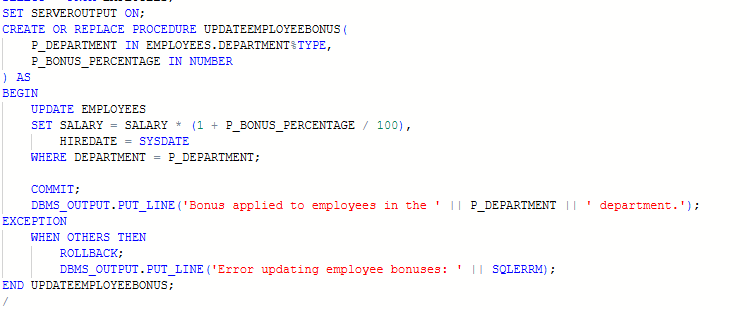 SET SERVEROUTPUT ON;
CREATE OR REPLACE PROCEDURE UPDATEEMPLOYEEBONUS(
    P_DEPARTMENT IN EMPLOYEES.DEPARTMENT%TYPE,
    P_BONUS_PERCENTAGE IN NUMBER
) AS
BEGIN
    UPDATE EMPLOYEES
    SET SALARY = SALARY * (1 + P_BONUS_PERCENTAGE / 100),
        HIREDATE = SYSDATE
    WHERE DEPARTMENT = P_DEPARTMENT;

    COMMIT;
    DBMS_OUTPUT.PUT_LINE('Bonus applied to employees in the ' || P_DEPARTMENT || ' department.');
EXCEPTION
    WHEN OTHERS THEN
        ROLLBACK;
        DBMS_OUTPUT.PUT_LINE('Error updating employee bonuses: ' || SQLERRM);
END UPDATEEMPLOYEEBONUS;
/